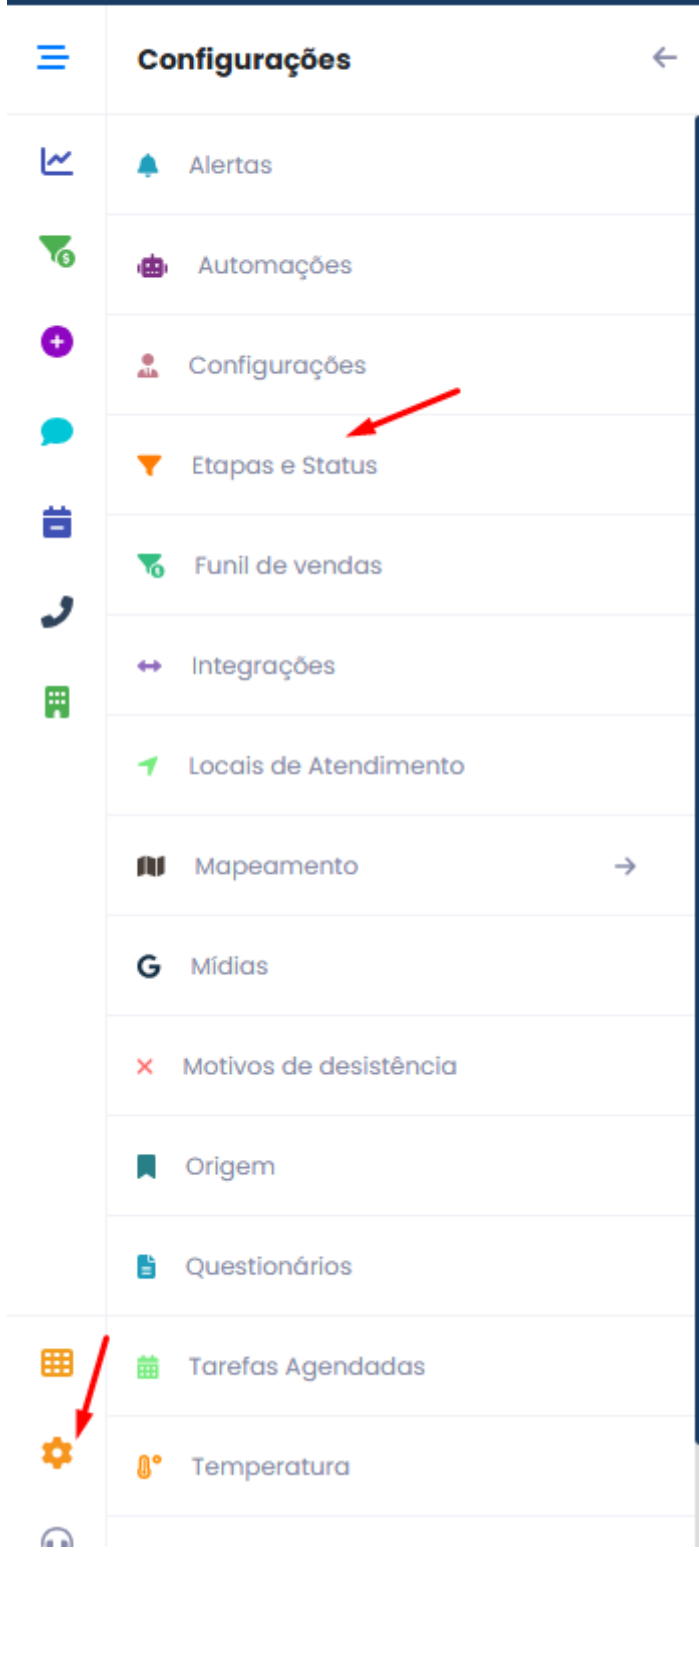 Configurações
Alertas
Automações
Configurações
Etapas e Status
Funil de vendas
Integrações
Locais de Atendimento
Mapeamento
Mídias
Motivos de desistência
Origem
Questionários
Tarefas Agendadas
Temperatura